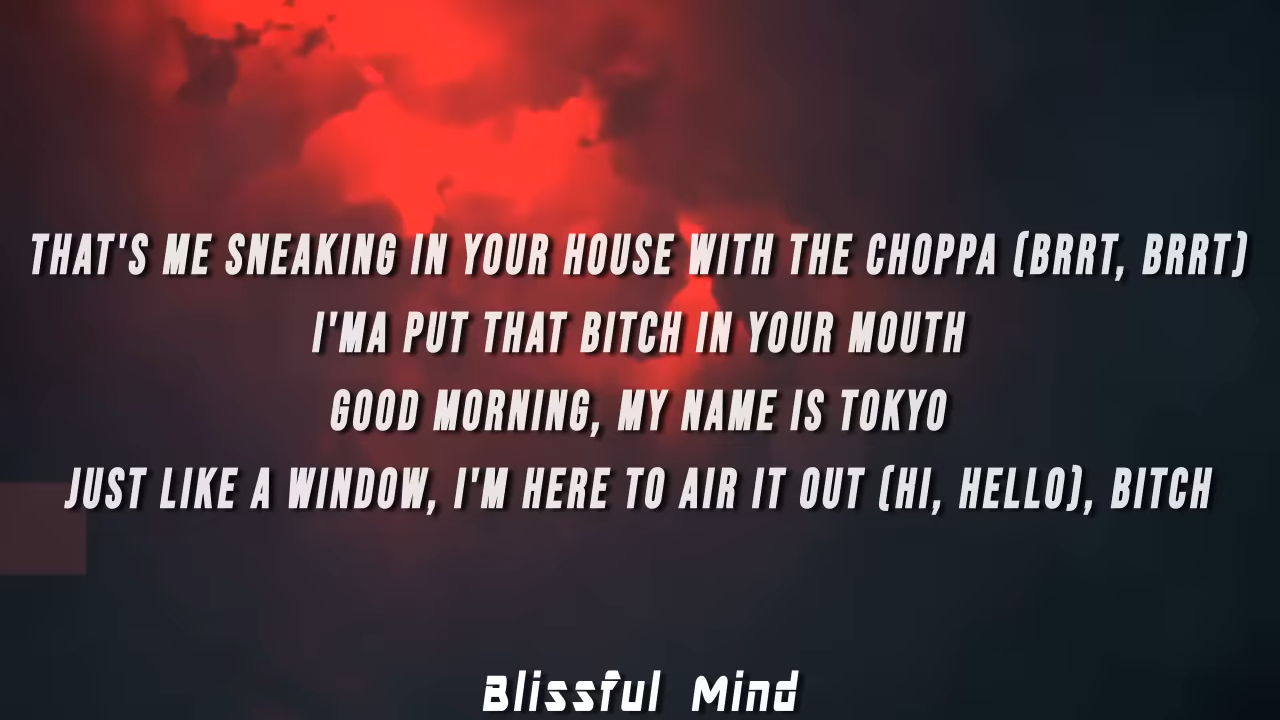 THAT'S ME SNEAKING IN YOUR HOUSE WITH THE CHOPPA (BRRT, BRRT)
I'MA PUT THAT BITCH IN YOUR MOUTH
GOOD MORNING, MY NAME IS TOKYO
JUST LIKE A WINDOW, I'M HERE TO AIR IT OUT (HI, HELLO), BITCH
Blissful Mind